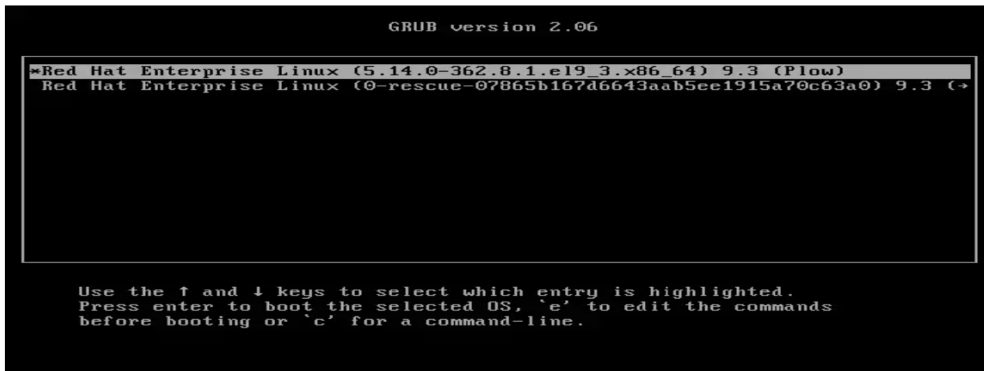 GRUB version 2.06
*Red Hat Enterprise Linux (5.14.0-362.8.1.el9_3.x86_64) 9.3 (Plow)
Red Hat Enterprise Linux (0-rescue-07865b167d6643aab5ee1915a70c63a0) 9.3 (→
Use the ↑ and ↓ keys to select which entry is highlighted.
Press enter to boot the selected OS, `e' to edit the commands
before booting or `c' for a command-line.